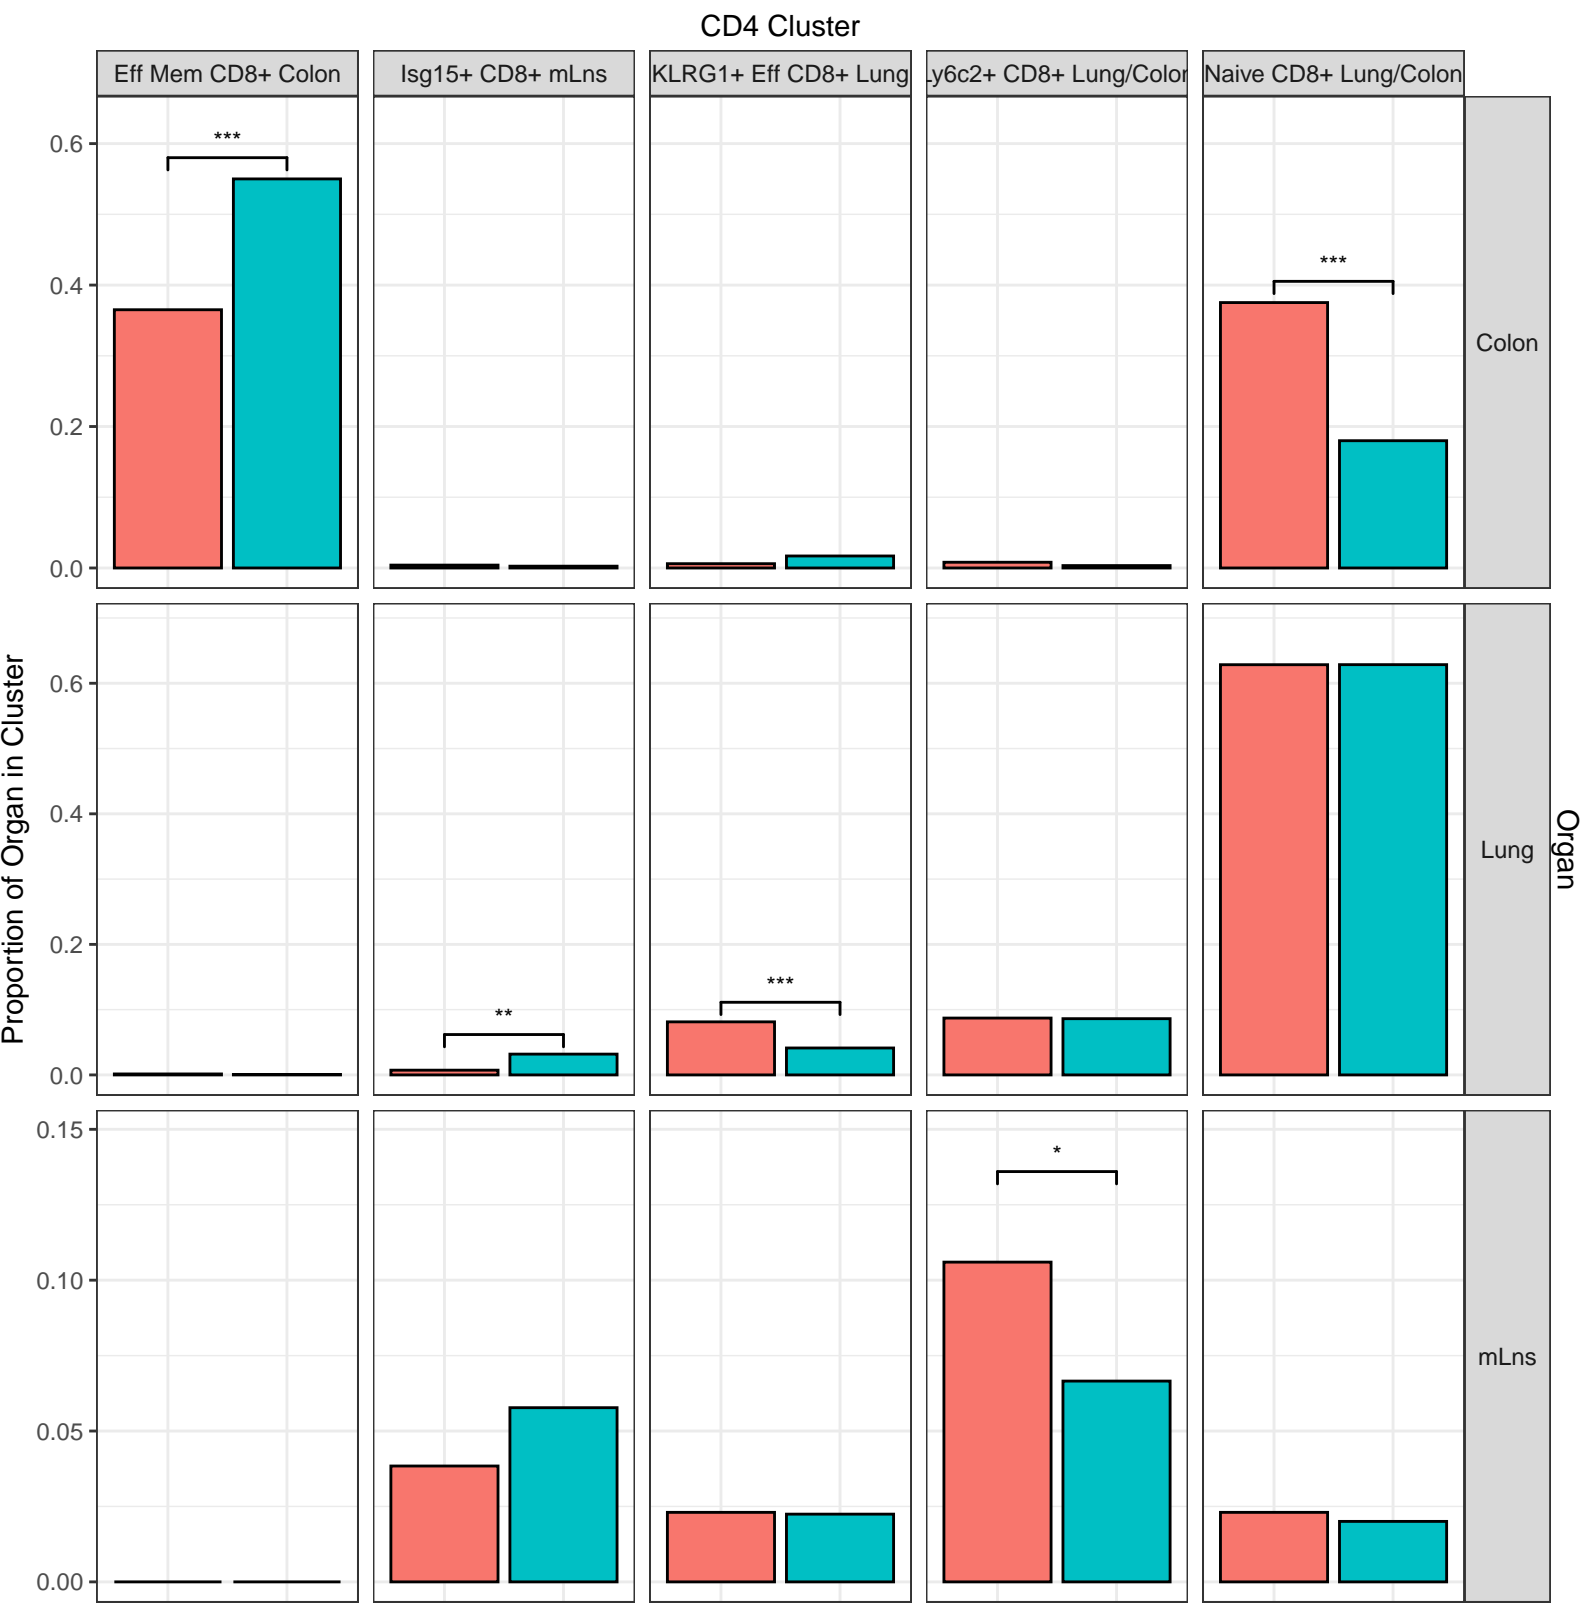 CD4 Cluster
Eff Mem CD8+ Colon
Isg15+ CD8+ mLns
KLRG1+ Eff CD8+ Lung
y6c2+ CD8+ Lung/Colon
Naive CD8+ Lung/Colon
Proportion of Organ in Cluster
0.6
0.4
0.2
0.0
***
***
Colon
0.6
0.4
0.2
0.0
**
***
Lung
Organ
0.15
0.10
0.05
0.00
*
mLns